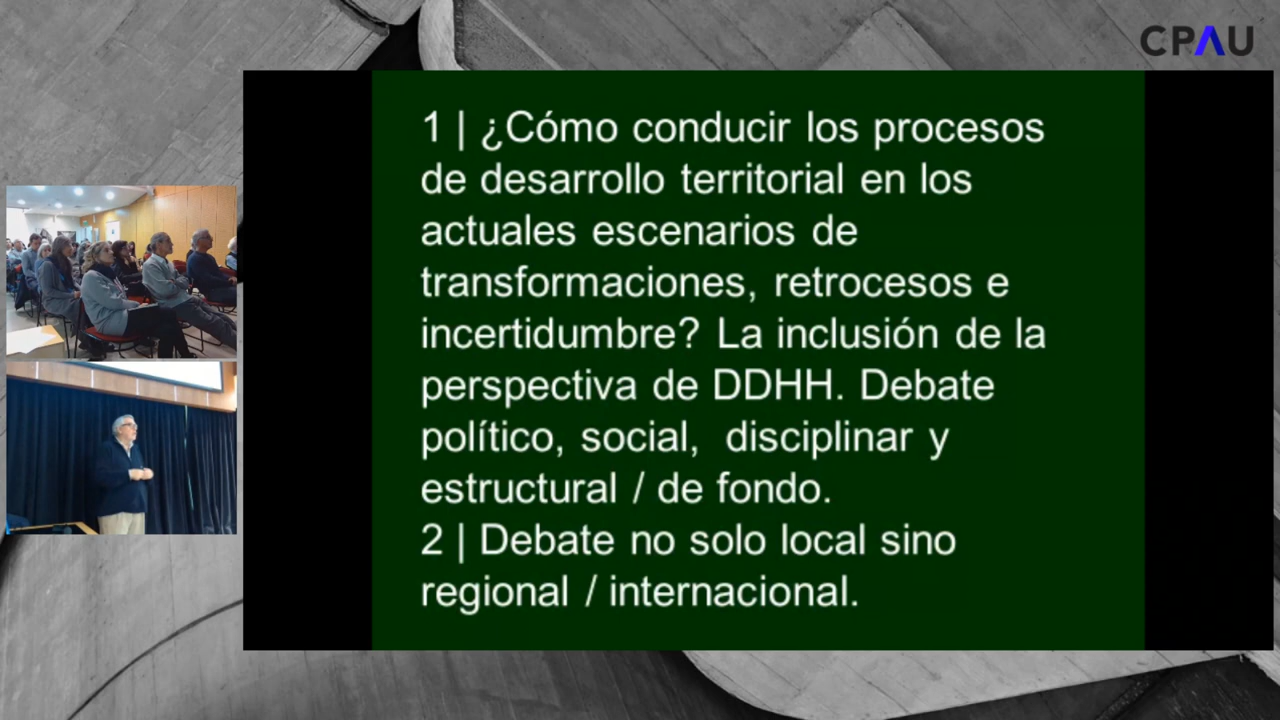 CPAU
1 | ¿Cómo conducir los procesos
de desarrollo territorial en los
actuales escenarios de
transformaciones, retrocesos e
incertidumbre? La inclusión de la
perspectiva de DDHH. Debate
político, social,  disciplinar y
estructural / de fondo.
2 | Debate no solo local sino
regional / internacional.